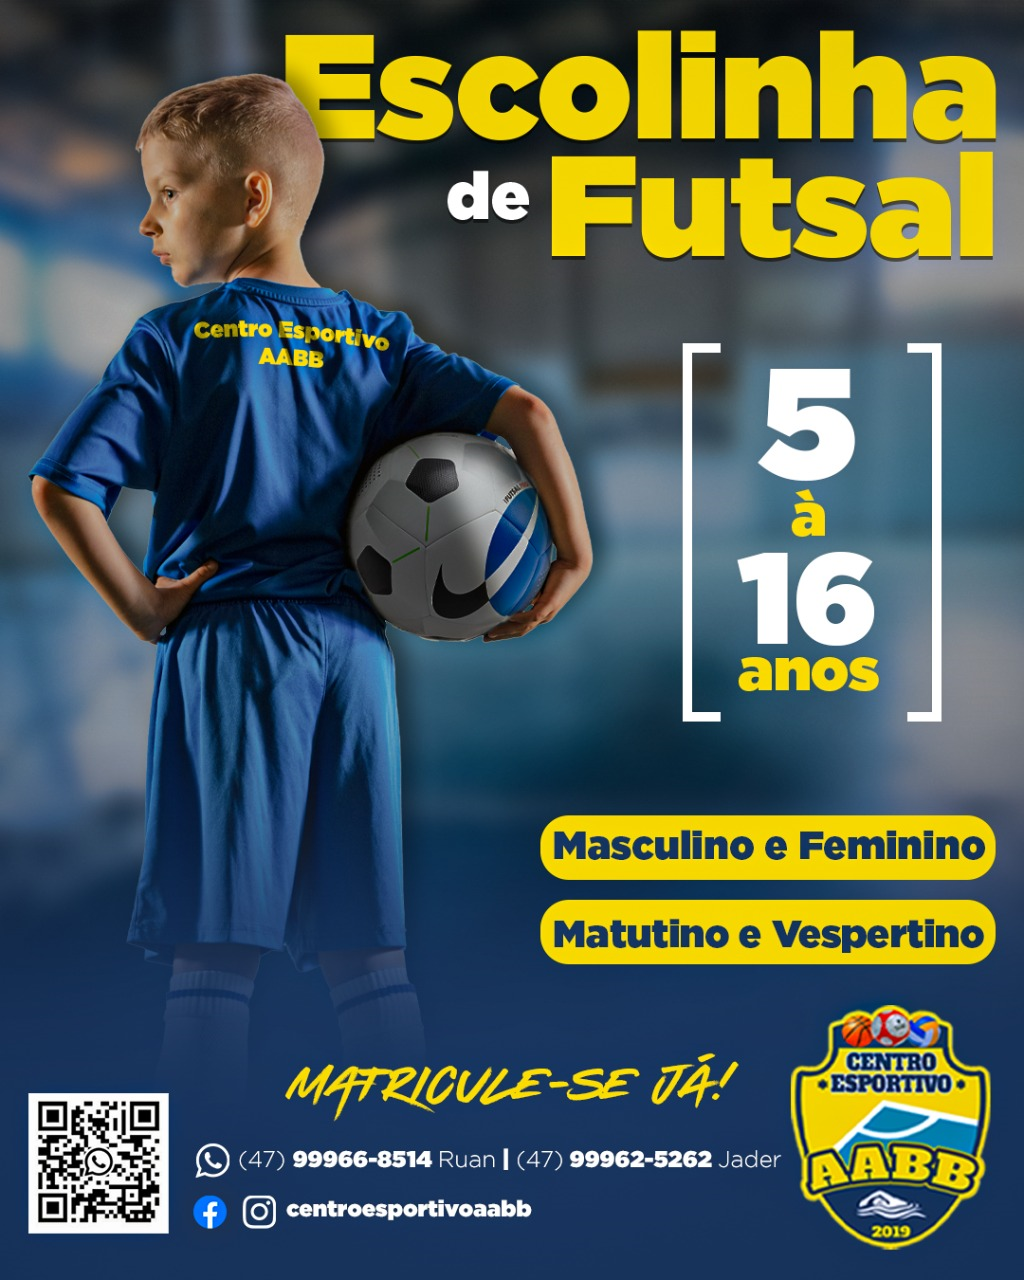 Escolinha
de Futsal
Centro Esportivo
AABB
FUTSAL
5
à
16
anos
Masculino e Feminino
Matutino e Vespertino
MATRICULE-SE JÁ!
(47) 99966-8514 Ruan | (47) 99962-5262 Jader
centroesportivoaabb
CENTRO
ESPORTIVO
AABB
2019